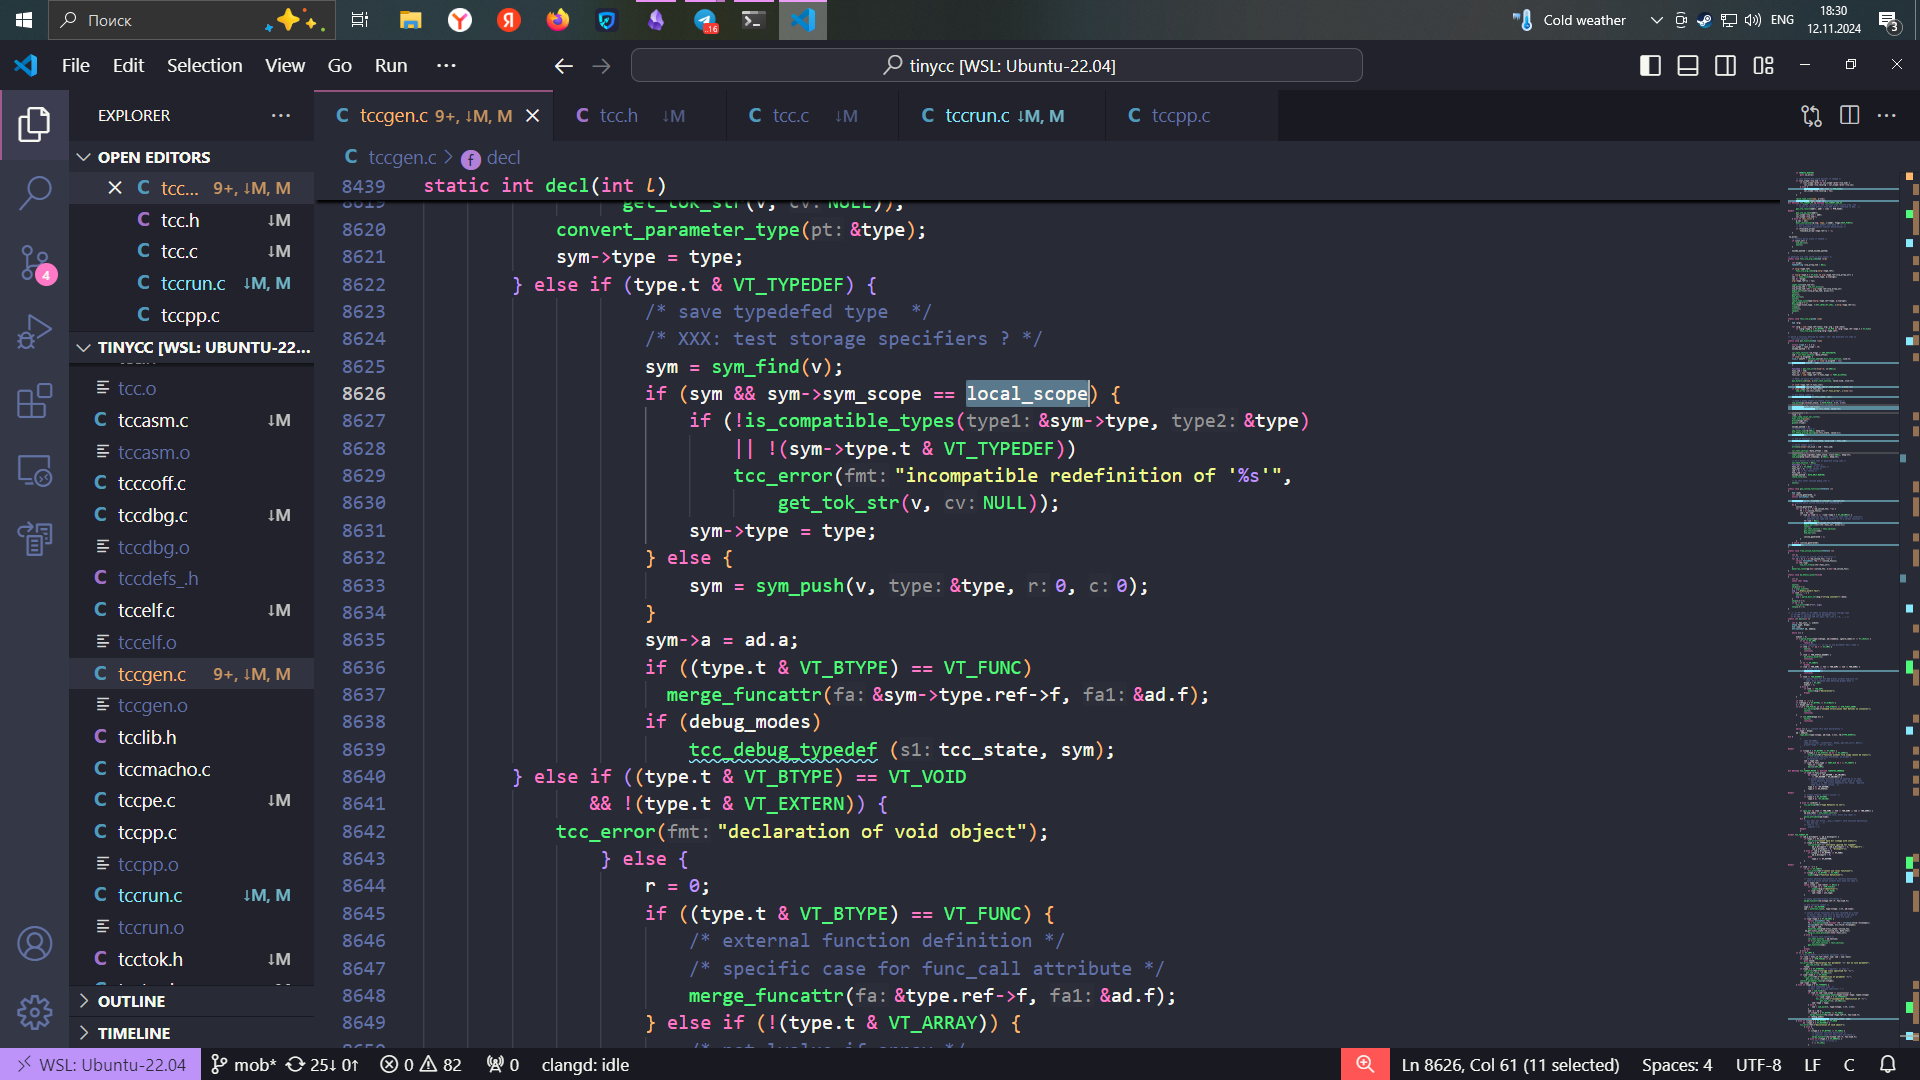 Поиск
16
Cold weather
ENG
18:30
12.11.2024
3
File Edit Selection View Go Run ···
tinycc [WSL: Ubuntu-22.04]
EXPLORER
tccgen.c 9+, ↓M, M
tcc.h ↓M
tcc.c ↓M
tccrun.c ↓M, M
tccpp.c
OPEN EDITORS
tcc... 9+, ↓M, M
tcc.h ↓M
tcc.c ↓M
tccrun.c ↓M, M
tccpp.c
4
TINYCC [WSL: UBUNTU-22...
tcc.o
tccasm.c ↓M
tccasm.o
tcccoff.c
tccdbg.c ↓M
tccdbg.o
tccdefs_.h
tccelf.c ↓M
tccelf.o
tccgen.c 9+, ↓M, M
tccgen.o
tcclib.h
tccmacho.c
tccpe.c ↓M
tccpp.c
tccpp.o
tccrun.c ↓M, M
tccrun.o
tcctok.h ↓M
OUTLINE
TIMELINE
C tccgen.c > f decl
8439 static int decl(int l)
8619 get_tok_str(v, cv: NULL));
8620 convert_parameter_type(pt: &type);
8621 sym->type = type;
8622 } else if (type.t & VT_TYPEDEF) {
8623 /* save typedefed type  */
8624 /* XXX: test storage specifiers ? */
8625 sym = sym_find(v);
8626 if (sym && sym->sym_scope == local_scope) {
8627 if (!is_compatible_types(type1: &sym->type, type2: &type)
8628 || !(sym->type.t & VT_TYPEDEF))
8629 tcc_error(fmt: "incompatible redefinition of '%s'",
8630 get_tok_str(v, cv: NULL));
8631 sym->type = type;
8632 } else {
8633 sym = sym_push(v, type: &type, r: 0, c: 0);
8634 }
8635 sym->a = ad.a;
8636 if ((type.t & VT_BTYPE) == VT_FUNC)
8637 merge_funcattr(fa: &sym->type.ref->f, fa1: &ad.f);
8638 if (debug_modes)
8639 tcc_debug_typedef (s1: tcc_state, sym);
8640 } else if ((type.t & VT_BTYPE) == VT_VOID
8641 && !(type.t & VT_EXTERN)) {
8642 tcc_error(fmt: "declaration of void object");
8643 } else {
8644 r = 0;
8645 if ((type.t & VT_BTYPE) == VT_FUNC) {
8646 /* external function definition */
8647 /* specific case for func_call attribute */
8648 merge_funcattr(fa: &type.ref->f, fa1: &ad.f);
8649 } else if (!(type.t & VT_ARRAY)) {
WSL: Ubuntu-22.04 mob* 25↓ 0↑ 0 82 0 clangd: idle
Ln 8626, Col 61 (11 selected) Spaces: 4 UTF-8 LF C